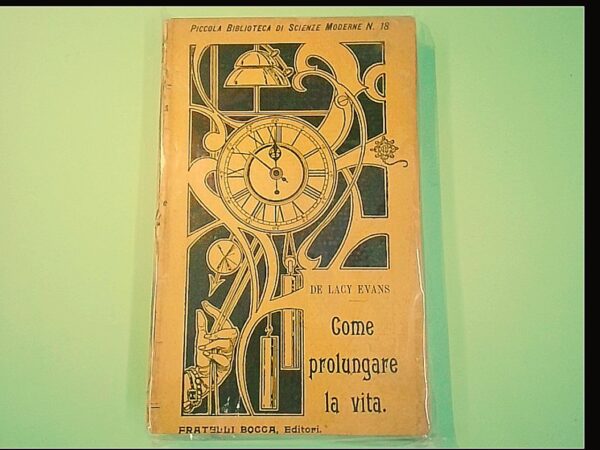 PICCOLA BIBLIOTECA DI SCIENZE MODERNE N. 18
DE LACY EVANS
Come
prolungare
la vita.
FRATELLI BOCCA, Editori.